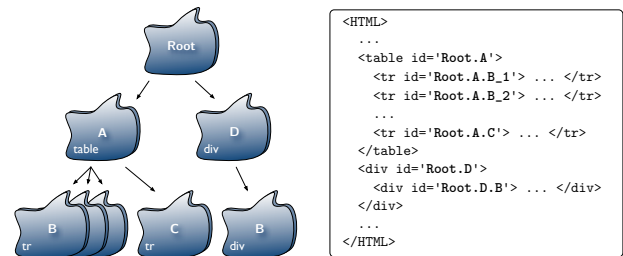 Root
A
table
D
div
B
tr
C
tr
B
div
<HTML>
...
<table id='Root.A'>
<tr id='Root.A.B_1'> ... </tr>
<tr id='Root.A.B_2'> ... </tr>
...
<tr id='Root.A.C'> ... </tr>
</table>
<div id='Root.D'>
<div id='Root.D.B'> ... </div>
</div>
...
</HTML>